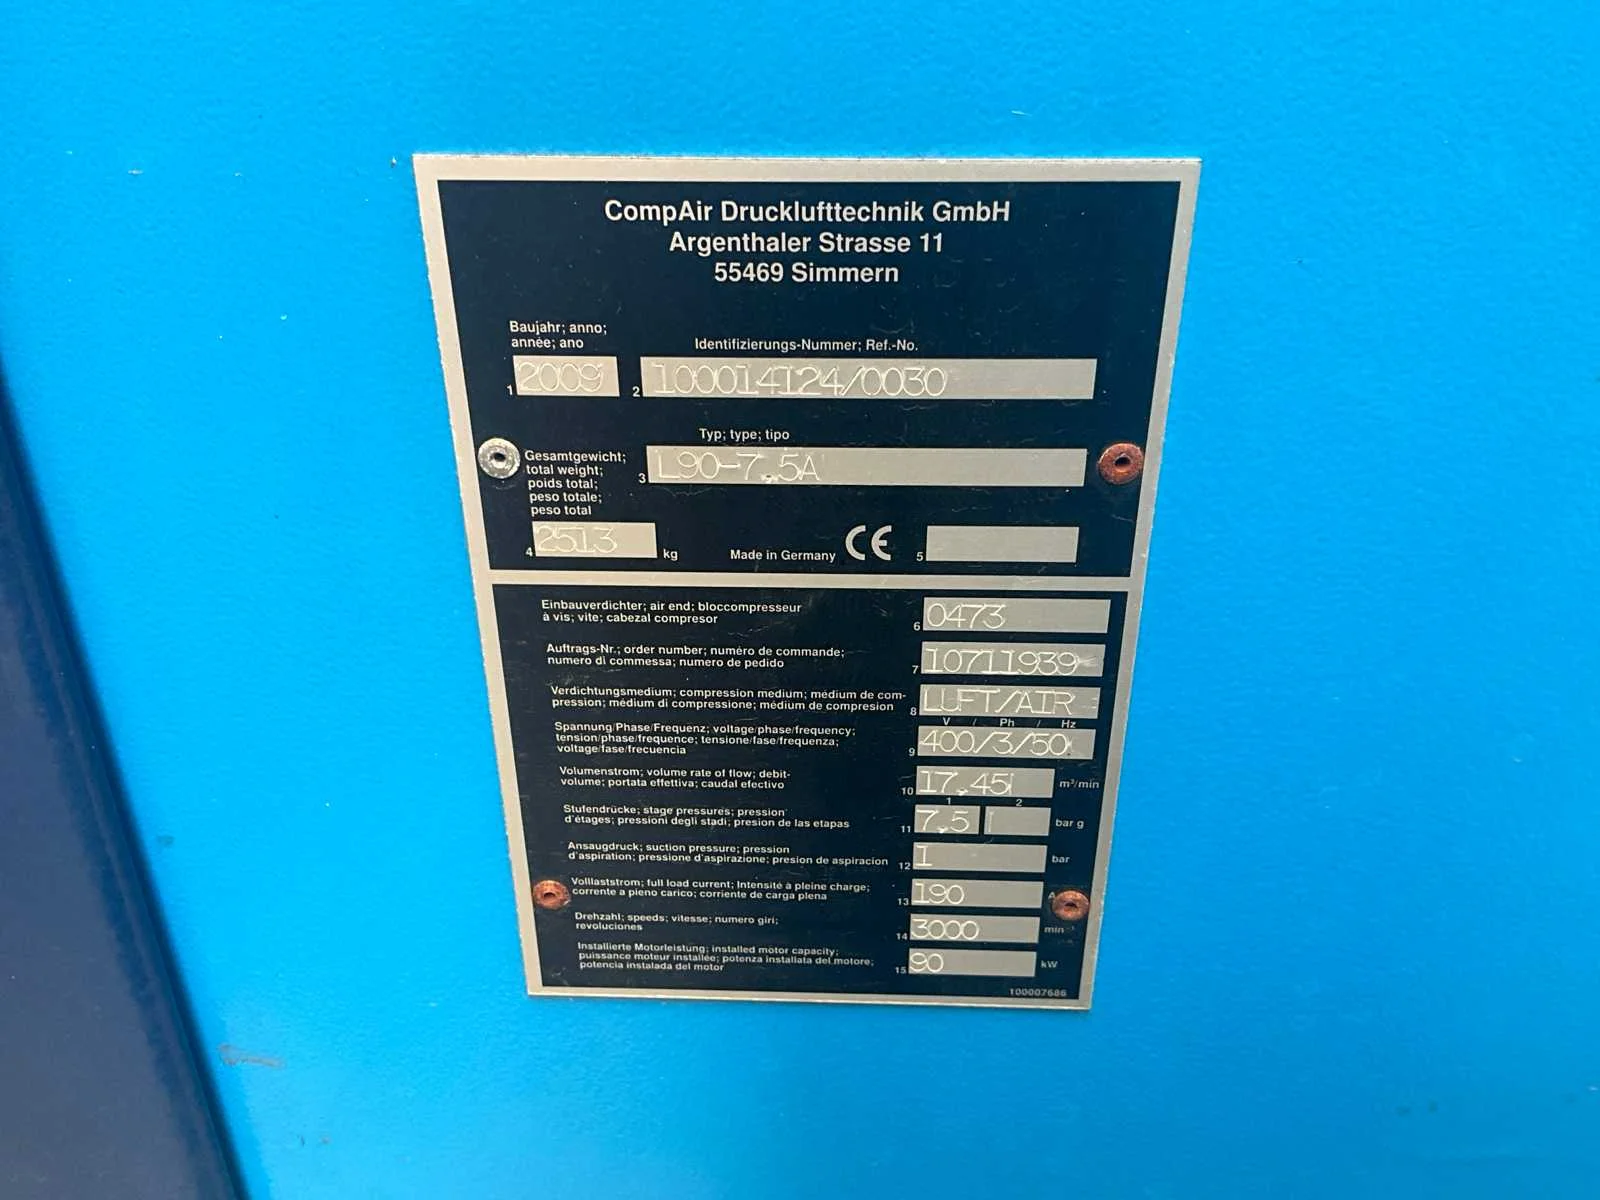 CompAir Drucklufttechnik GmbH
Argenthaler Strasse 11
55469 Simmern
Baujahr; anno;
année; ano
Identifizierungs-Nummer; Ref.-No.
1 2009 2 100014124/0030
Typ; type; tipo
Gesamtgewicht;
total weight;
poids total;
peso totale;
peso total
3 L90-7,5A
4 2513 kg
Made in Germany CE 5
Einbauverdichter; air end; bloccompresseur
à vis; vite; cabezal compresor
6 0473
Auftrags-Nr.; order number; numéro de commande;
numero di commessa; numero de pedido
7 10711939
Verdichtungsmedium; compression medium; médium de com-
pression; médium di compressione; médium de compresion
8 LUFT/AIR
V / Ph / Hz
Spannung/Phase/Frequenz; voltage/phase/frequency;
tension/phase/frequence; tensione/fase/frequenza;
voltage/fase/frecuencia
9 400/3/50
Volumenstrom; volume rate of flow; debit-
volume; portata effettiva; caudal efectivo
10 17.45 m³/min
1 2
Stufendrücke; stage pressures; pression
d'étages; pressioni degli stadi; presion de las etapas
11 7,5 bar g
Ansaugdruck; suction pressure; pression
d'aspiration; pressione d'aspirazione; presion de aspiracion
12 1 bar
Volllaststrom; full load current; Intensité à pleine charge;
corrente a pieno carico; corriente de carga plena
13 190 A
Drehzahl; speeds; vitesse; numero giri;
revoluciones
14 3000 min⁻¹
Installierte Motorleistung; installed motor capacity;
puissance moteur installée; potenza installata del motore;
potencia instalada del motor
15 90 kW
100007686